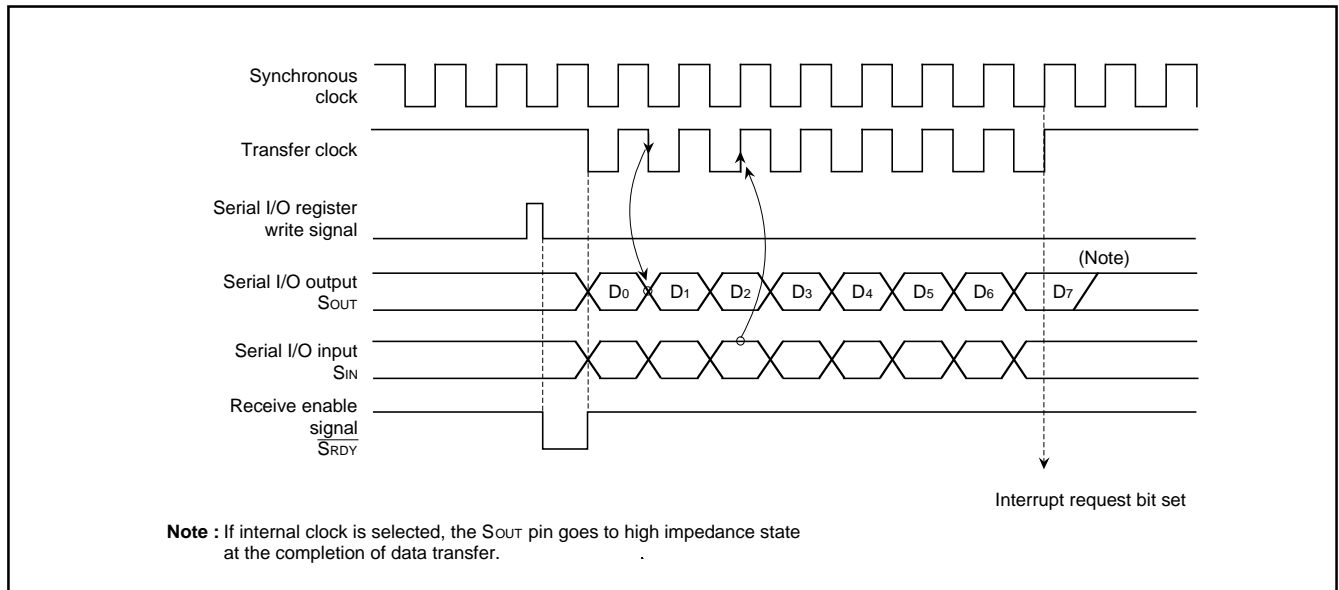 Synchronous
clock
Transfer clock
Serial I/O register
write signal
(Note)
Serial I/O output
SOUT
D0 D1 D2 D3 D4 D5 D6 D7
Serial I/O input
SIN
Receive enable
signal
SRDY
Interrupt request bit set
Note : If internal clock is selected, the SOUT pin goes to high impedance state
at the completion of data transfer. .